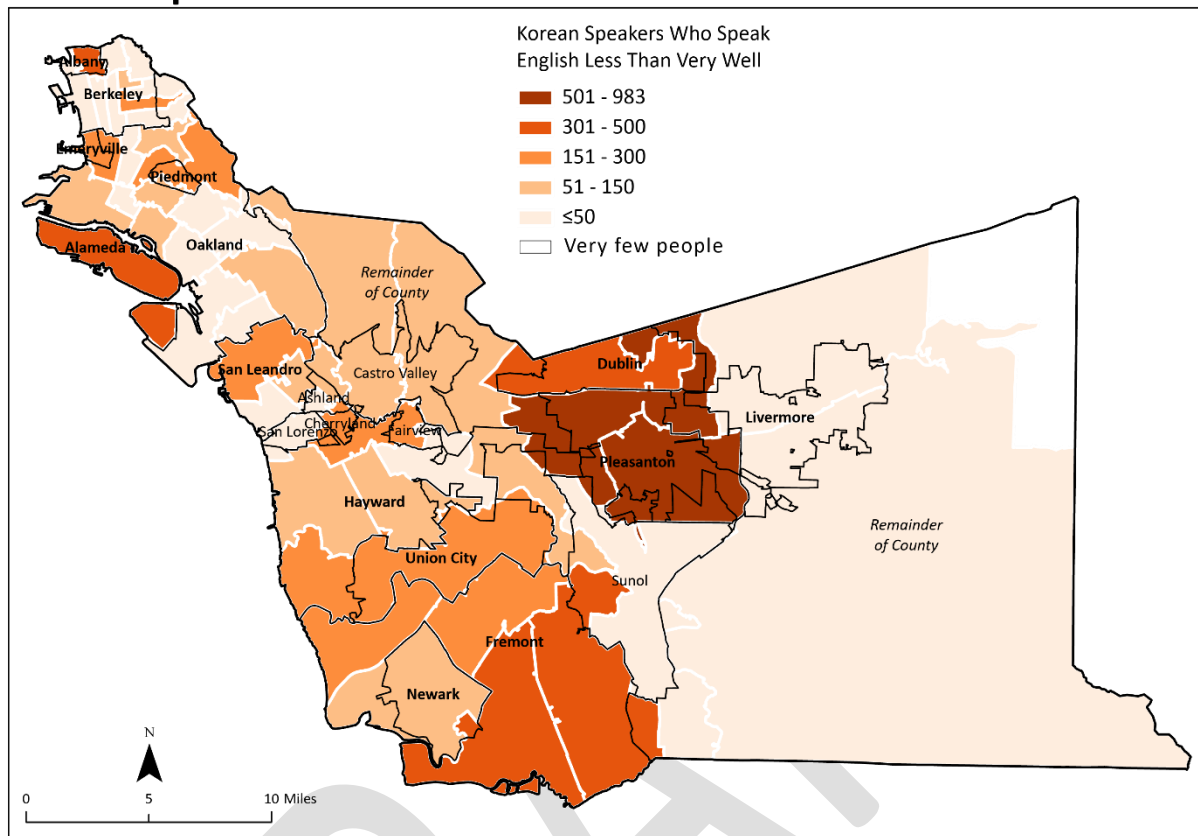 Korean Speakers Who Speak
English Less Than Very Well
501 - 983
301 - 500
151 - 300
51 - 150
≤50
Very few people
Albany
Berkeley
Emeryville
Piedmont
Oakland
Alameda
Remainder
of County
San Leandro
Castro Valley
Ashland
Cherryland
San Lorenzo
Fairview
Dublin
Livermore
Pleasanton
Hayward
Union City
Remainder
of County
Sunol
Fremont
Newark
N
0 5 10 Miles